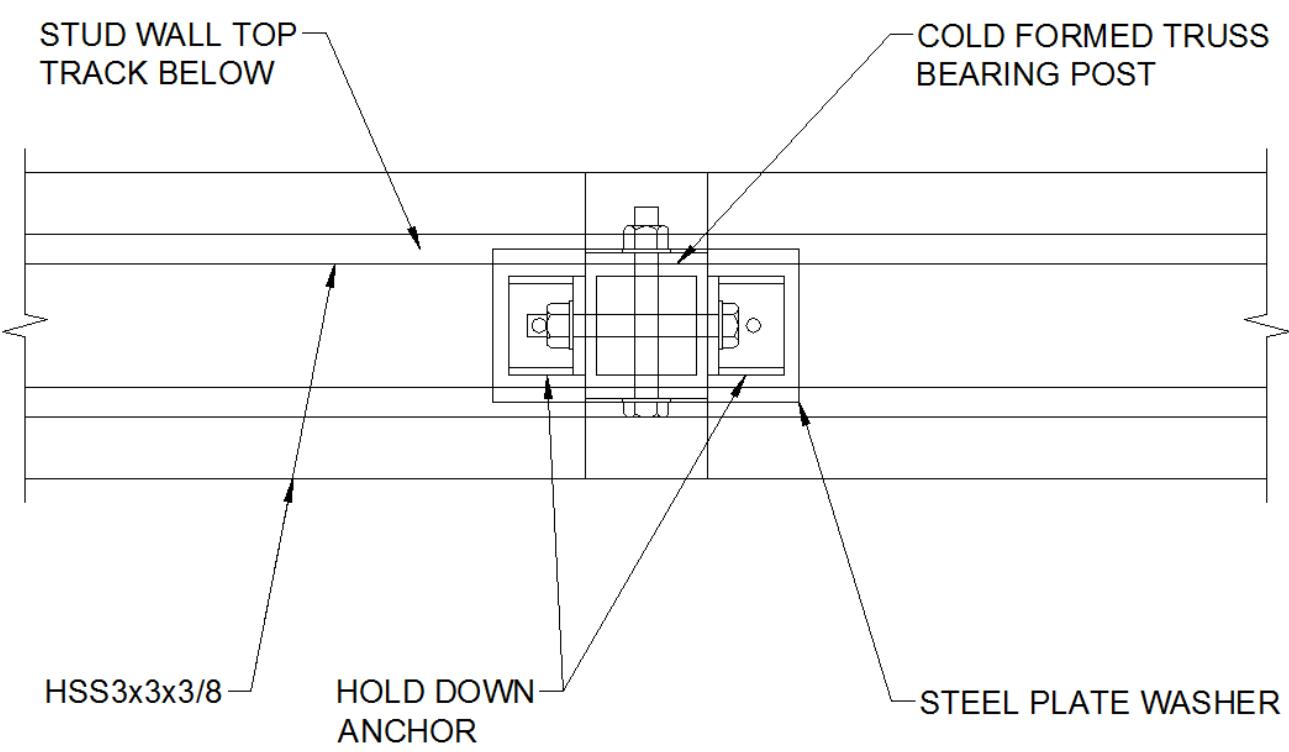 STUD WALL TOP
TRACK BELOW
COLD FORMED TRUSS
BEARING POST
HSS3x3x3/8
HOLD DOWN
ANCHOR
STEEL PLATE WASHER